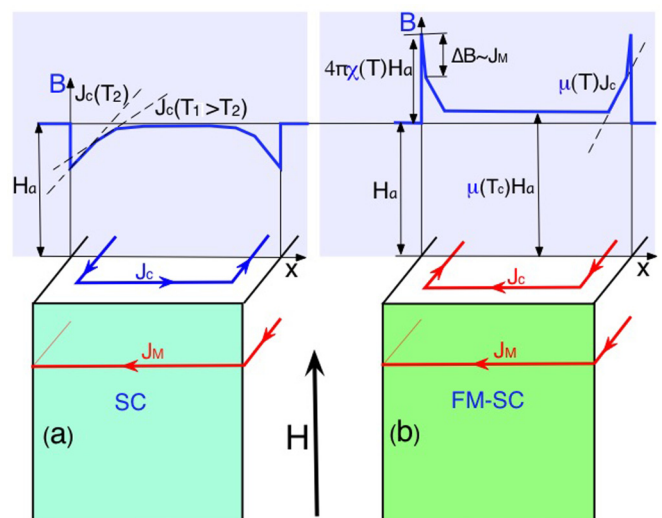 B
Jc(T2)
Jc(T1 >T2)
Ha
x
Jc
JM
SC
(a)
H
B
4πχ(T)Ha
ΔB~JM
μ(T)Jc
Ha
μ(Tc)Ha
x
Jc
JM
FM-SC
(b)